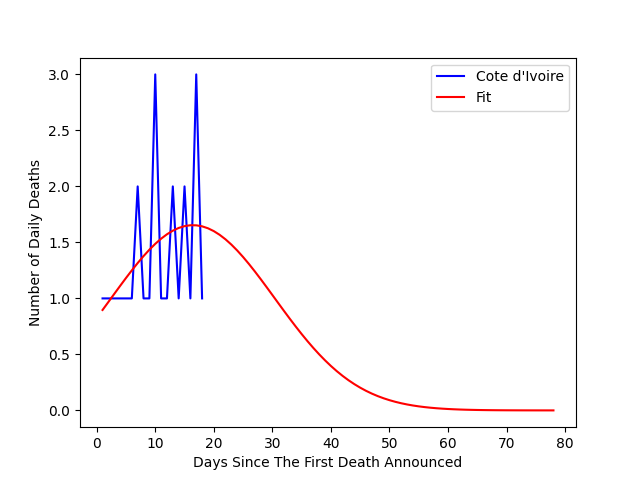 Cote d'Ivoire
Fit
3.0
2.5
2.0
1.5
1.0
0.5
0.0
Number of Daily Deaths
0 10 20 30 40 50 60 70 80
Days Since The First Death Announced